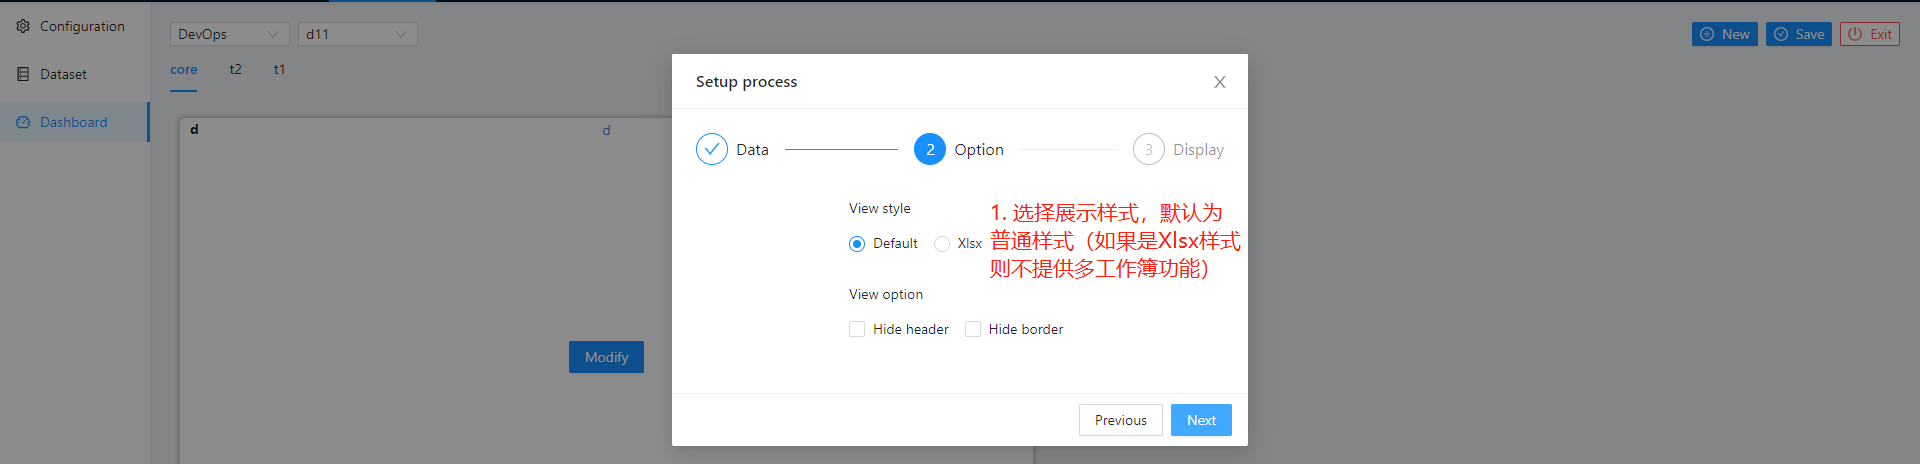 Configuration
Dataset
Dashboard
DevOps
d11
New
Save
Exit
core
t2
t1
d
d
Modify
Setup process
Data
2
Option
3
Display
View style
Default
Xlsx
1. 选择展示样式，默认为
普通样式（如果是Xlsx样式
则不提供多工作簿功能）
View option
Hide header
Hide border
Previous
Next